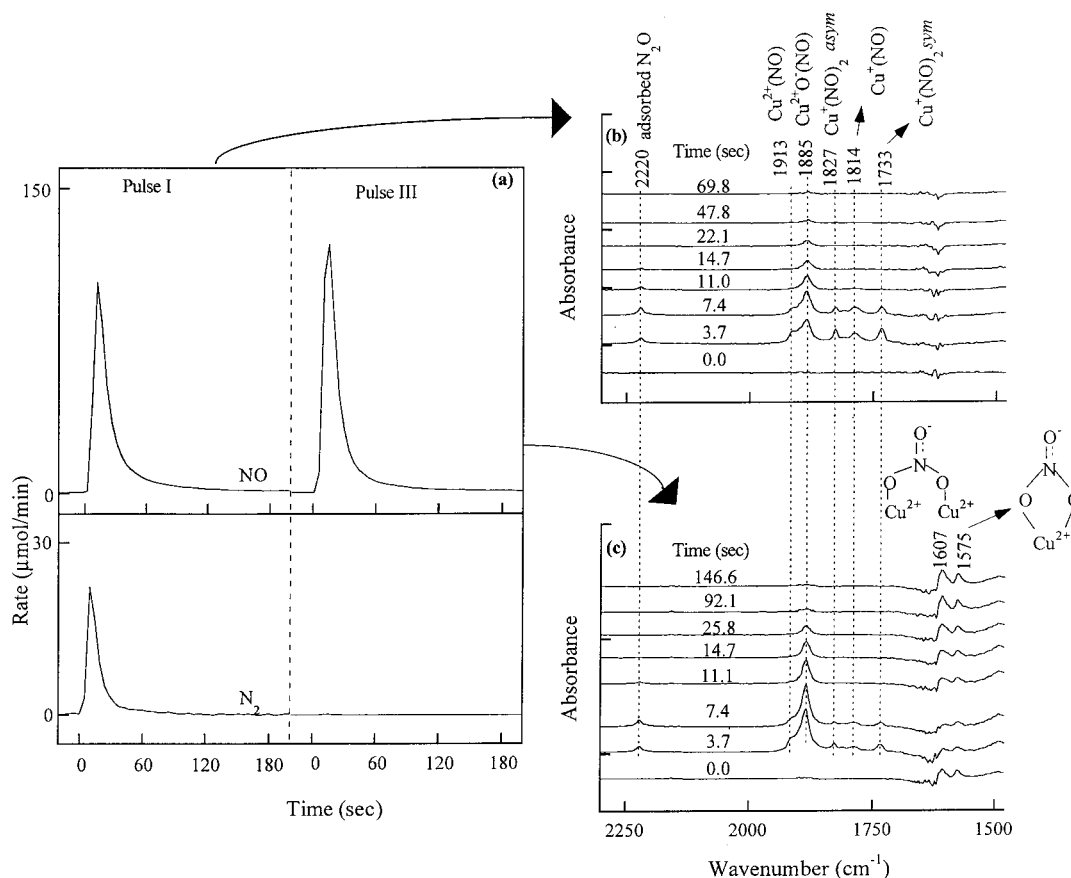 (a)
Pulse I
Pulse III
150
0
NO
30
0
N2
Rate (μmol/min)
0 60 120 180 0 60 120 180
Time (sec)
(b)
2220 adsorbed N2O
1913 Cu2+(NO)
1885 Cu2+O-(NO)
1827 Cu+(NO)2 asym
1814 Cu+(NO)
1733 Cu+(NO)2 sym
Time (sec)
69.8
47.8
22.1
14.7
11.0
7.4
3.7
0.0
Absorbance
O-
N
O O
Cu2+ Cu2+
O-
N
O O
Cu2+
(c)
1607
1575
Time (sec)
146.6
92.1
25.8
14.7
11.1
7.4
3.7
0.0
Absorbance
2250 2000 1750 1500
Wavenumber (cm-1)